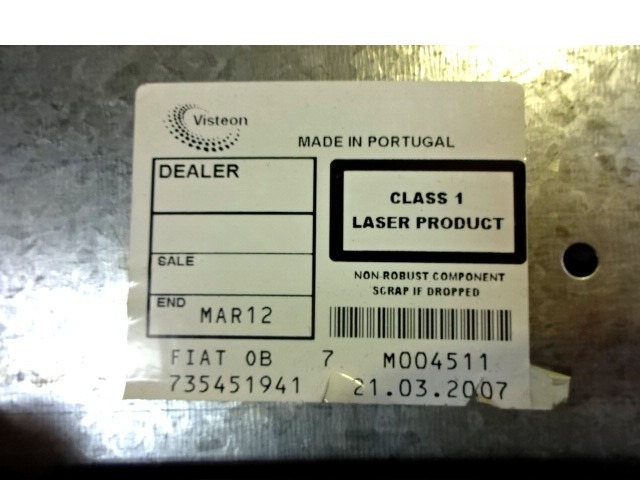 Visteon
MADE IN PORTUGAL
DEALER
CLASS 1
LASER PRODUCT
SALE
NON-ROBUST COMPONENT
SCRAP IF DROPPED
END
MAR12
FIAT OB 7 M004511
735451941 21.03.2007